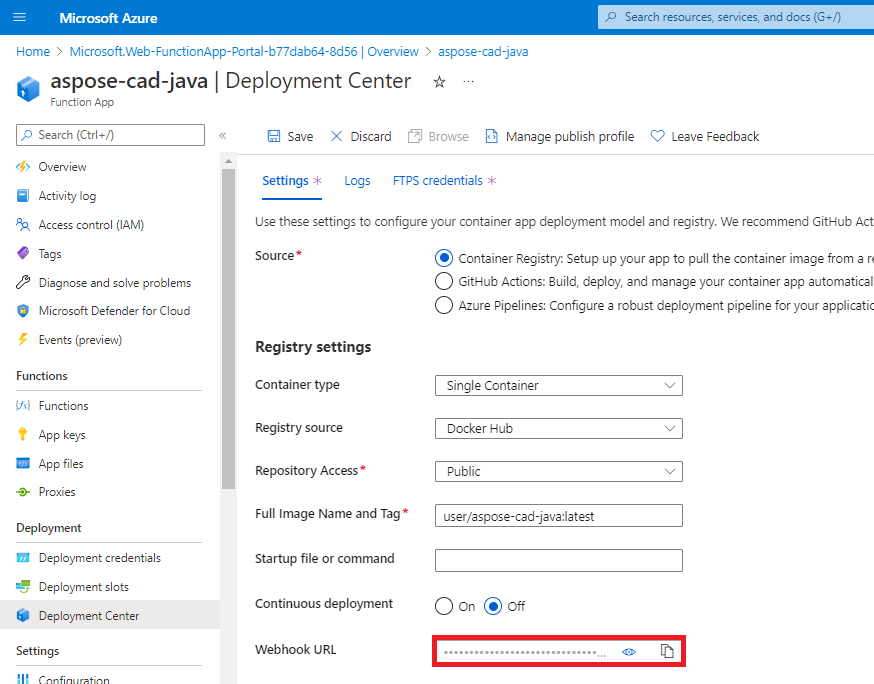 Microsoft Azure
Search resources, services, and docs (G+/)
Home > Microsoft.Web-FunctionApp-Portal-b77dab64-8d56 | Overview > aspose-cad-java
aspose-cad-java | Deployment Center
Function App
Search (Ctrl+/)
«
Save
Discard
Browse
Manage publish profile
Leave Feedback
Overview
Activity log
Access control (IAM)
Tags
Diagnose and solve problems
Microsoft Defender for Cloud
Events (preview)
Functions
Functions
App keys
App files
Proxies
Deployment
Deployment credentials
Deployment slots
Deployment Center
Settings
Configuration
Settings *
Logs
FTPS credentials *
Use these settings to configure your container app deployment model and registry. We recommend GitHub Act
Source*
Container Registry: Setup up your app to pull the container image from a re
GitHub Actions: Build, deploy, and manage your container app automatical
Azure Pipelines: Configure a robust deployment pipeline for your applicatio
Registry settings
Container type
Single Container
Registry source
Docker Hub
Repository Access*
Public
Full Image Name and Tag*
user/aspose-cad-java:latest
Startup file or command
Continuous deployment
On
Off
Webhook URL